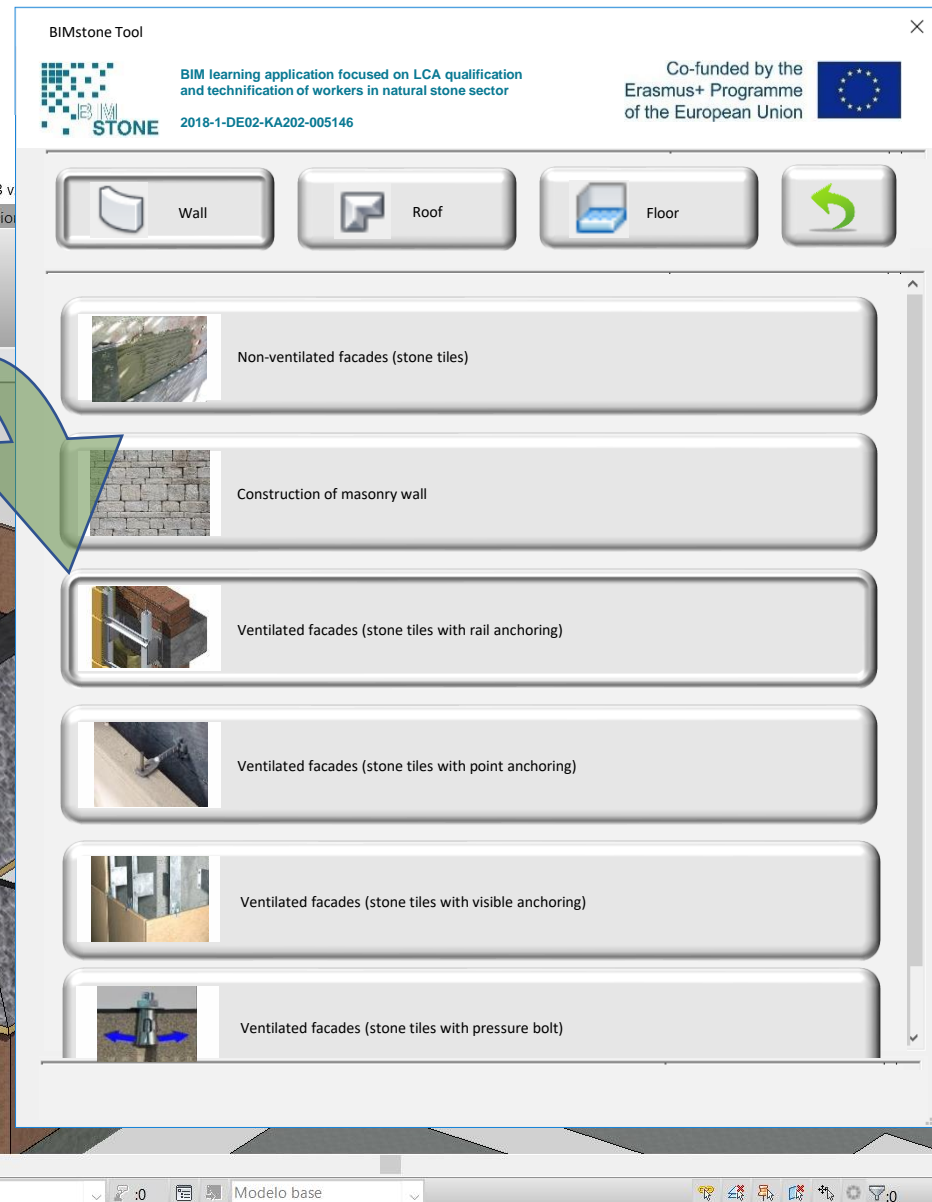 BIMstone Tool
BIM
STONE
BIM learning application focused on LCA qualification
and technification of workers in natural stone sector
2018-1-DE02-KA202-005146
Co-funded by the
Erasmus+ Programme
of the European Union
Wall
Roof
Floor
Non-ventilated facades (stone tiles)
Construction of masonry wall
Ventilated facades (stone tiles with rail anchoring)
Ventilated facades (stone tiles with point anchoring)
Ventilated facades (stone tiles with visible anchoring)
Ventilated facades (stone tiles with pressure bolt)
:0
Modelo base
:0